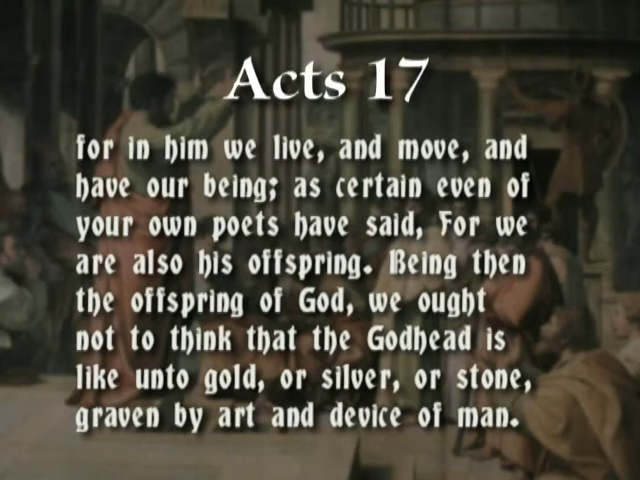 Acts 17
for in him we live, and move, and
have our being; as certain even of
your own poets have said, For we
are also his offspring. Being then
the offspring of God, we ought
not to think that the Godhead is
like unto gold, or silver, or stone,
graven by art and device of man.